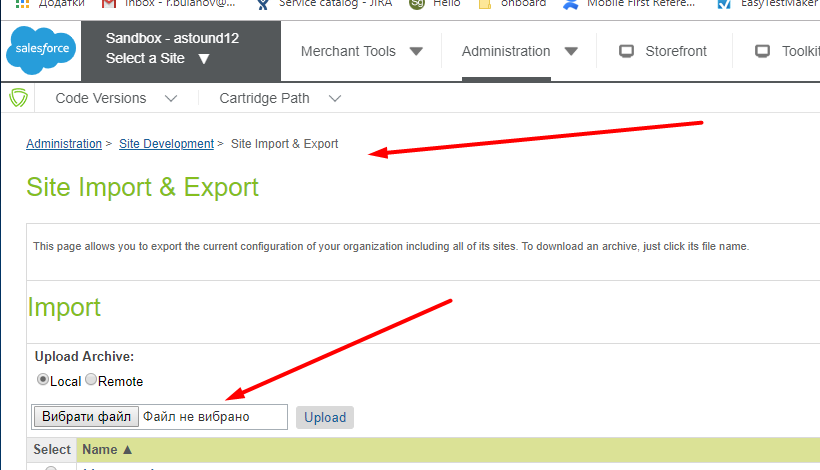 Додатки Inbox - r.bulanov@... Service catalog - JIRA Hello onboard Mobile First Refere... EasyTestMaker
salesforce
Sandbox - astound12
Select a Site Merchant Tools Administration Storefront Toolkit
Code Versions Cartridge Path
Administration > Site Development > Site Import & Export
Site Import & Export
This page allows you to export the current configuration of your organization including all of its sites. To download an archive, just click its file name.
Import
Upload Archive:
Local Remote
Вибрати файл Файл не вибрано Upload
Select Name ▲